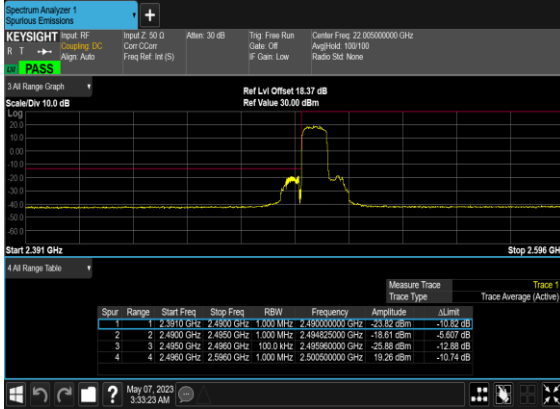 Spectrum Analyzer 1
Spurious Emissions
+
KEYSIGHT Input: RF Input Z: 50 Ω Atten: 30 dB Trig: Free Run Center Freq: 22.005000000 GHz
R T Coupling: DC Corr CCorr Gate: Off Avg|Hold: 100/100
Align: Auto Freq Ref: Int (S) IF Gain: Low Radio Std: None
PASS
3 All Range Graph
Ref Lvl Offset 18.37 dB
Scale/Div 10.0 dB Ref Value 30.00 dBm
Log
20.0
10.0
0.00
-10.0
-20.0
-30.0
-40.0
-50.0
-60.0
Start 2.391 GHz Stop 2.596 GHz
4 All Range Table
Measure Trace Trace 1
Trace Type Trace Average (Active)
Spur Range Start Freq Stop Freq RBW Frequency Amplitude ΔLimit
1 1 2.3910 GHz 2.4900 GHz 1.000 MHz 2.490000000 GHz -23.82 dBm -10.82 dB
2 2 2.4900 GHz 2.4950 GHz 1.000 MHz 2.494825000 GHz -18.61 dBm -5.607 dB
3 3 2.4950 GHz 2.4960 GHz 100.0 kHz 2.495960000 GHz -25.88 dBm -12.88 dB
4 4 2.4960 GHz 2.5960 GHz 1.000 MHz 2.500500000 GHz 19.26 dBm -10.74 dB
? May 07, 2023
3:33:23 AM